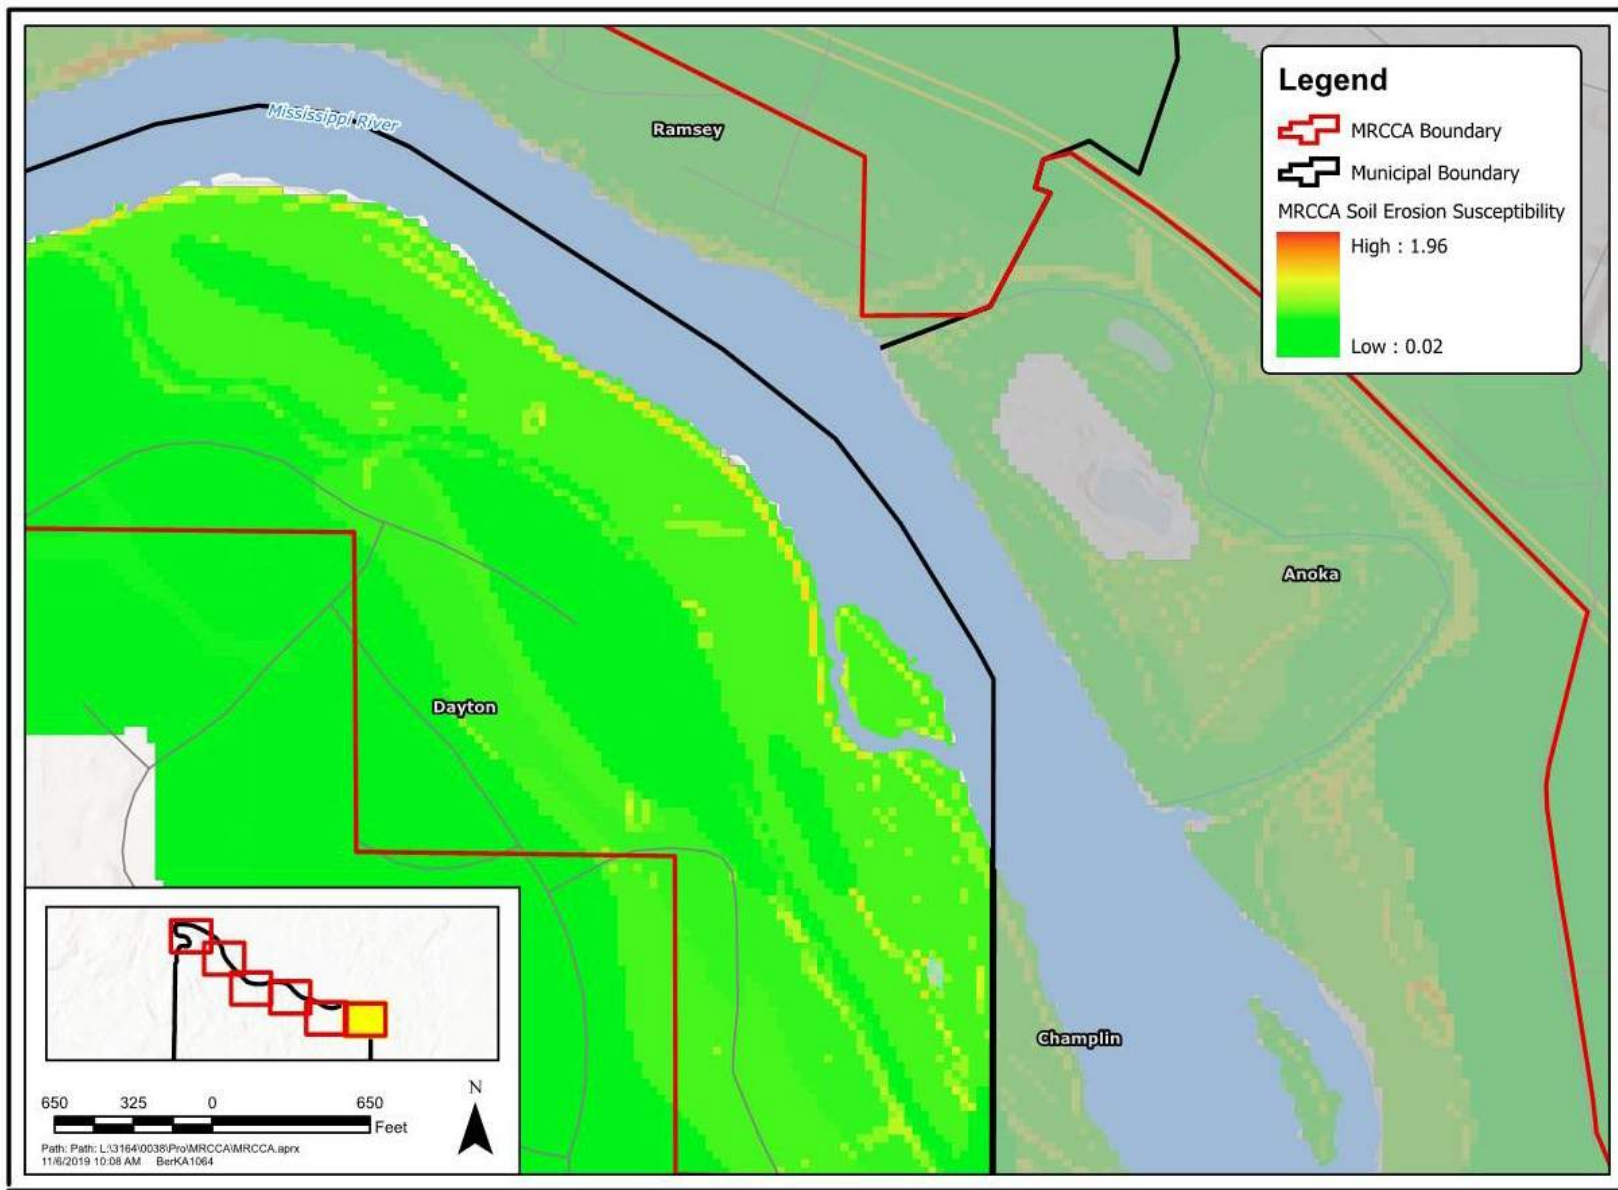 Mississippi River
Ramsey
Legend
MRCCA Boundary
Municipal Boundary
MRCCA Soil Erosion Susceptibility
High : 1.96
Low : 0.02
Anoka
Dayton
Champlin
N
650 325 0 650
Feet
Path: Path: L:\3164\0038\Pro\MRCCA\MRCCA.aprx
11/6/2019 10:08 AM BerKA1064